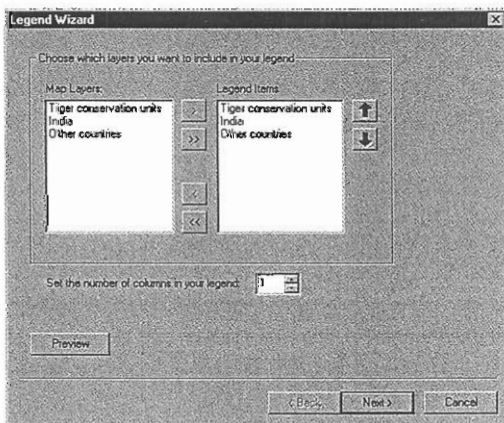 Legend Wizard
Choose which layers you want to include in your legend
Map Layers:
Tiger conservation units
India
Other countries
>
>>
<
<<
Legend Items
Tiger conservation units
India
Other countries
Set the number of columns in your legend:
1
Preview
< Back
Next >
Cancel